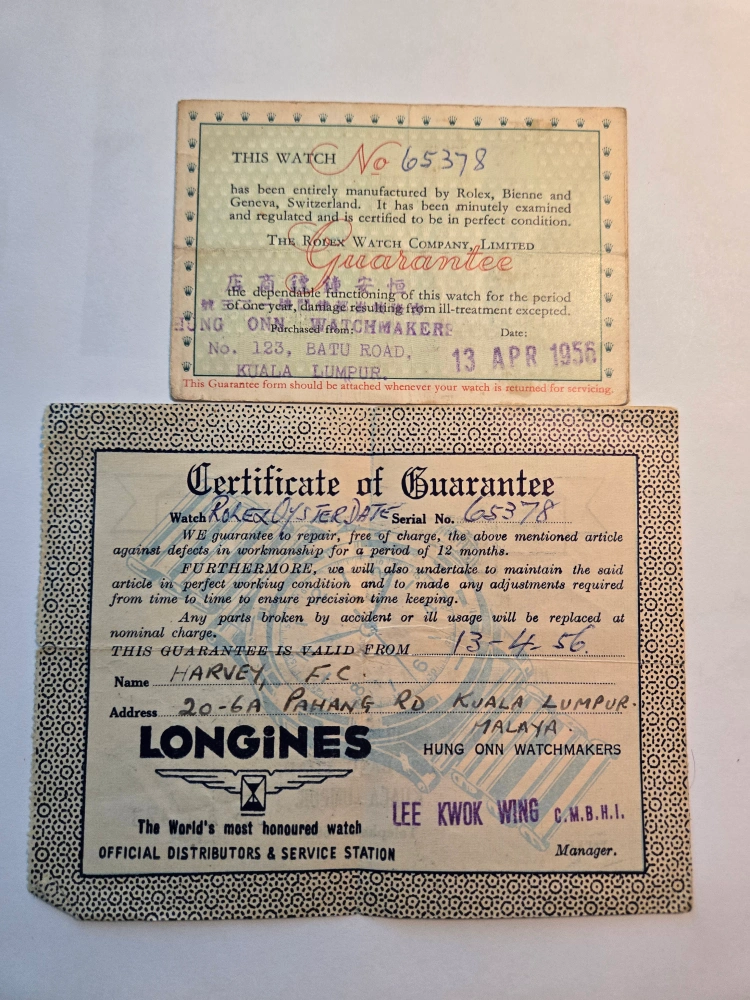 THIS WATCH No 65378
has been entirely manufactured by Rolex, Bienne and
Geneva, Switzerland. It has been minutely examined
and regulated and is certified to be in perfect condition.
THE ROLEX WATCH COMPANY, LIMITED
Guarantee
店商錶鐘安恒
the dependable functioning of this watch for the period
of one year, damage resulting from ill-treatment excepted.
Purchased from: Date:
HUNG ONN WATCHMAKERS
No. 123, BATU ROAD,
KUALA LUMPUR.
13 APR 1956
This Guarantee form should be attached whenever your watch is returned for servicing.
Certificate of Guarantee
Watch ROLEX OYSTER DATE Serial No. 65378
WE guarantee to repair, free of charge, the above mentioned article
against defects in workmanship for a period of 12 months.
FURTHERMORE, we will also undertake to maintain the said
article in perfect workiug condition and to made any adjustments required
from time to time to ensure precision time keeping.
Any parts broken by accident or ill usage will be replaced at
nominal charge.
THIS GUARANTEE IS VALID FROM 13-4-56
Name HARVEY, F.C.
Address 20-6A PAHANG RD KUALA LUMPUR.
MALAYA.
LONGINES
HUNG ONN WATCHMAKERS
The World's most honoured watch
LEE KWOK WING C.M.B.H.I.
OFFICIAL DISTRIBUTORS & SERVICE STATION
Manager.